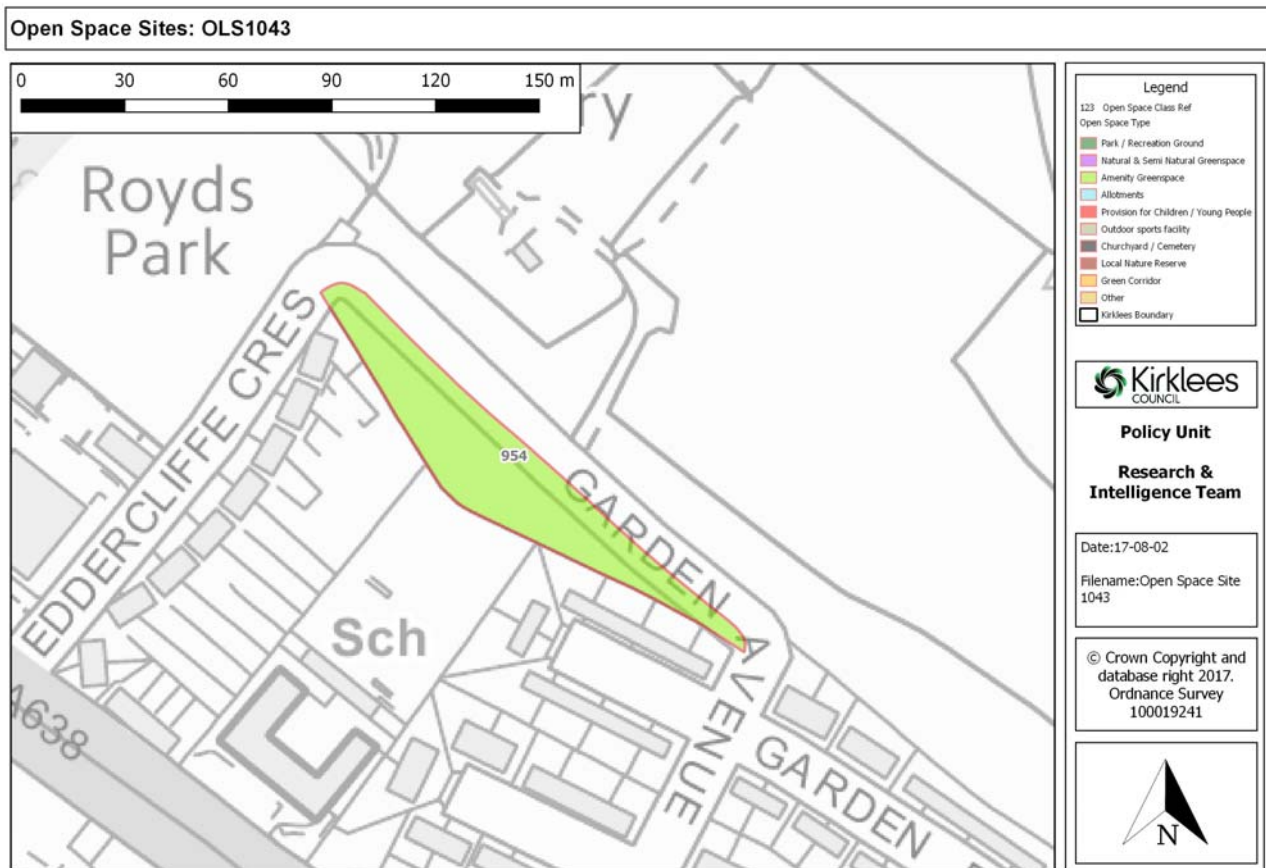 Open Space Sites: OLS1043
0 30 60 90 120 150 m
ry
Royds
Park
EDDERCLIFFE CRES
954
GARDEN AVENUE
Sch
A638
GARDEN
Legend
123 Open Space Class Ref
Open Space Type
Park / Recreation Ground
Natural & Semi Natural Greenspace
Amenity Greenspace
Allotments
Provision for Children / Young People
Outdoor sports facility
Churchyard / Cemetery
Local Nature Reserve
Green Corridor
Other
Kirklees Boundary
Kirklees
COUNCIL
Policy Unit
Research &
Intelligence Team
Date:17-08-02
Filename:Open Space Site
1043
© Crown Copyright and
database right 2017.
Ordnance Survey
100019241
N